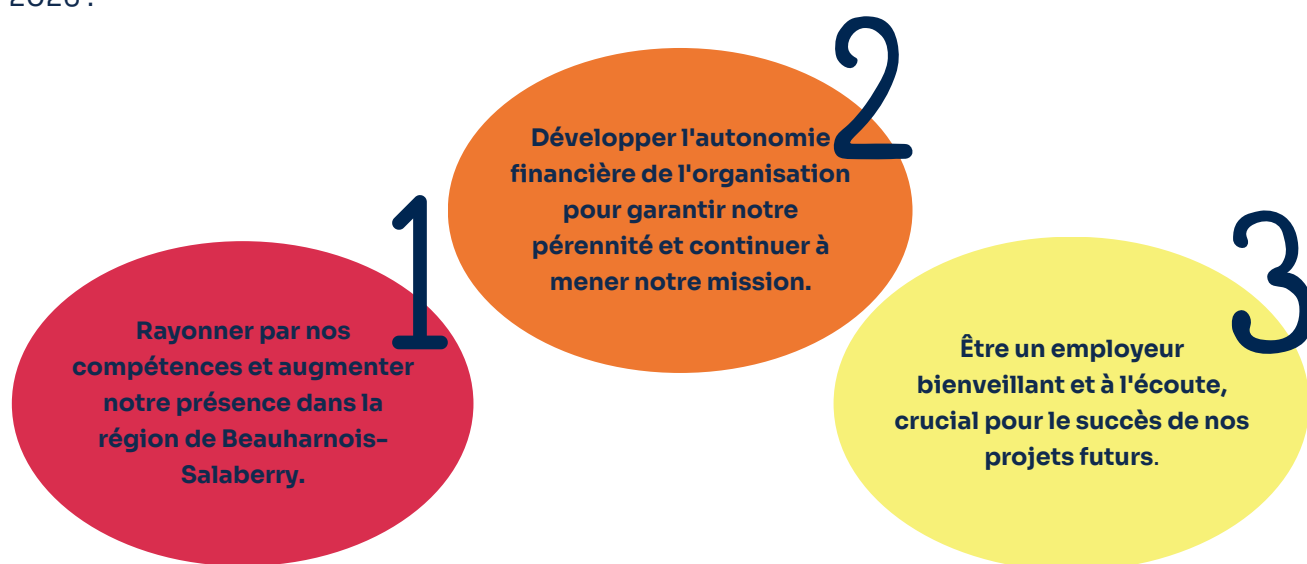 1
Rayonner par nos
compétences et augmenter
notre présence dans la
région de Beauharnois-
Salaberry.
2
Développer l'autonomie
financière de l'organisation
pour garantir notre
pérennité et continuer à
mener notre mission.
3
Être un employeur
bienveillant et à l'écoute,
crucial pour le succès de nos
projets futurs.